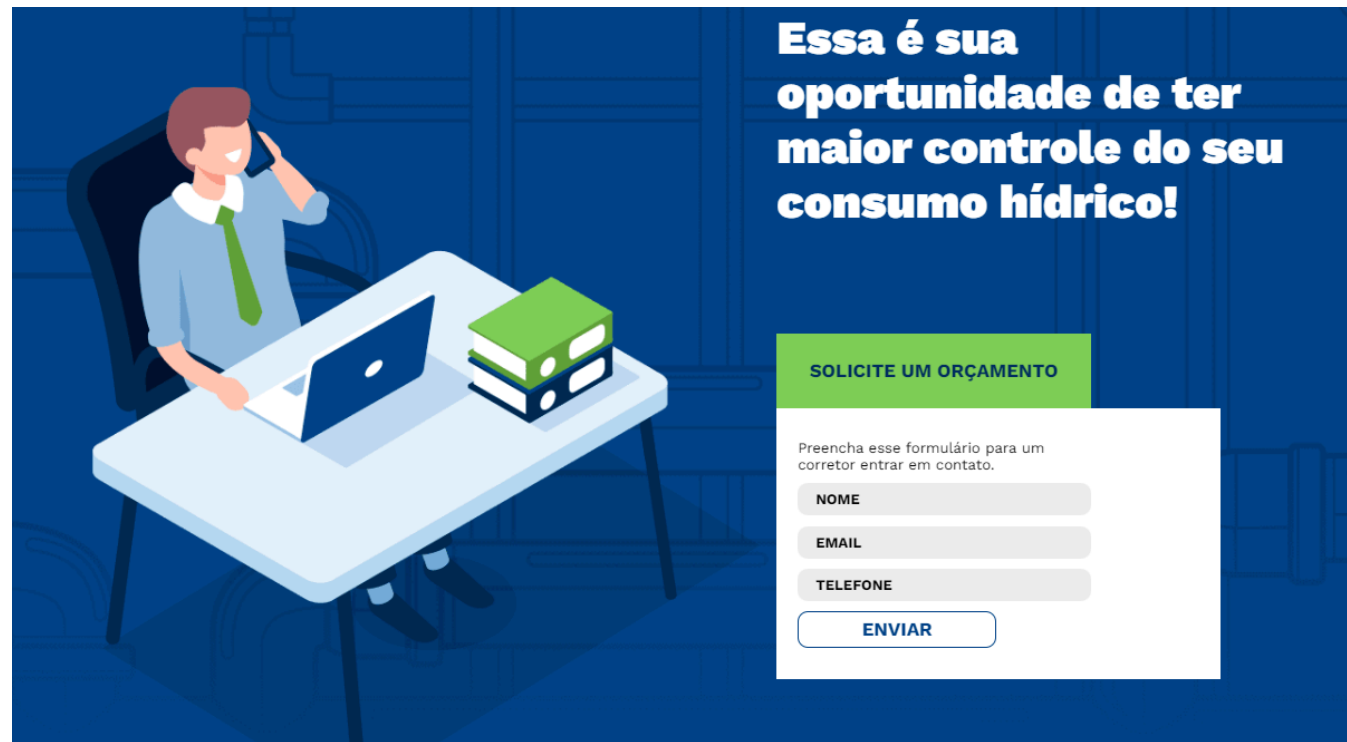 Essa é sua
oportunidade de ter
maior controle do seu
consumo hídrico!
SOLICITE UM ORÇAMENTO
Preencha esse formulário para um
corretor entrar em contato.
NOME
EMAIL
TELEFONE
ENVIAR